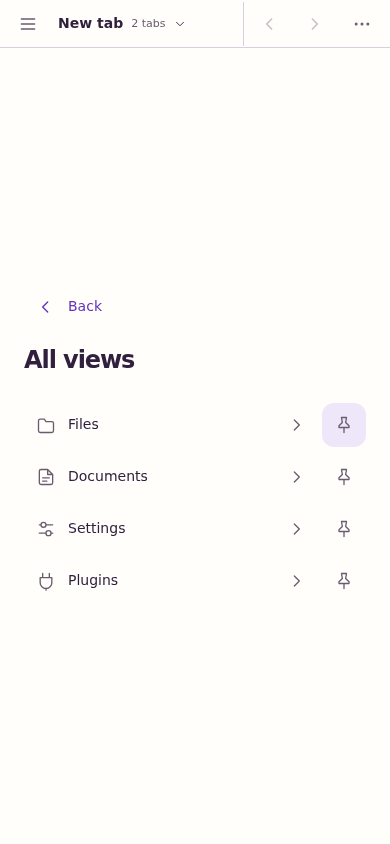 New tab 2 tabs
Back
All views
Files
Documents
Settings
Plugins